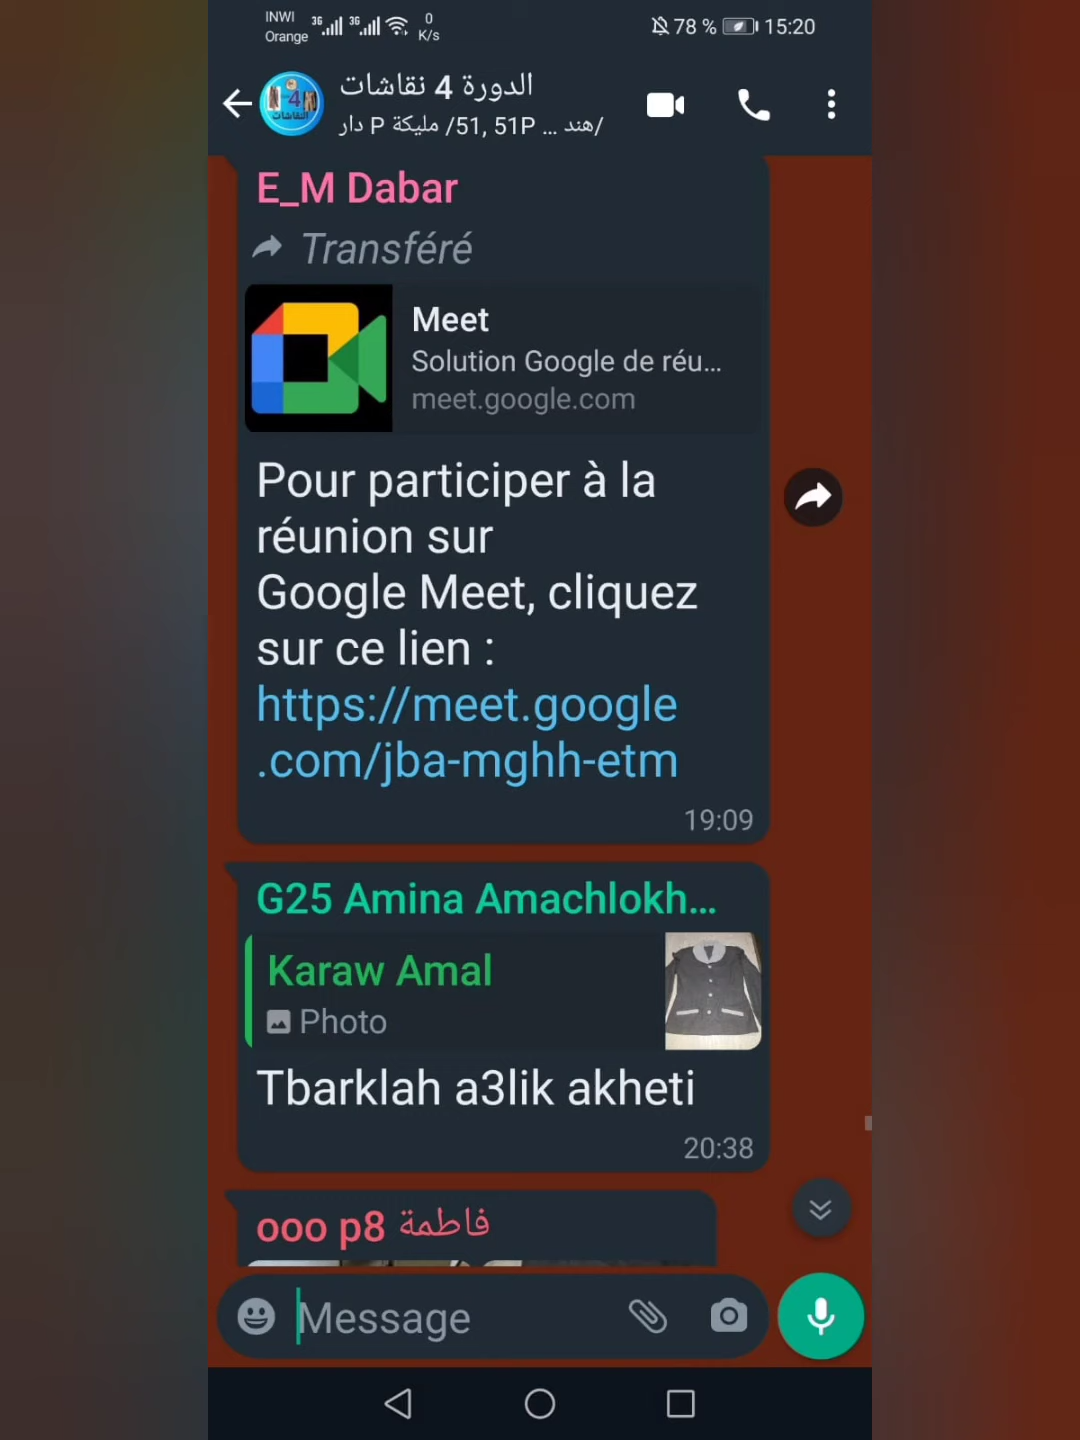 INWI
Orange
3G 3G 0 K/s
78 % 15:20
الدورة 4 نقاشات
دار P مليكة /51, 51P ... هند/
E_M Dabar
Transféré
Meet
Solution Google de réu...
meet.google.com
Pour participer à la
réunion sur
Google Meet, cliquez
sur ce lien :
https://meet.google
.com/jba-mghh-etm
19:09
G25 Amina Amachlokh...
Karaw Amal
Photo
Tbarklah a3lik akheti
20:38
ooo p8 فاطمة
Message